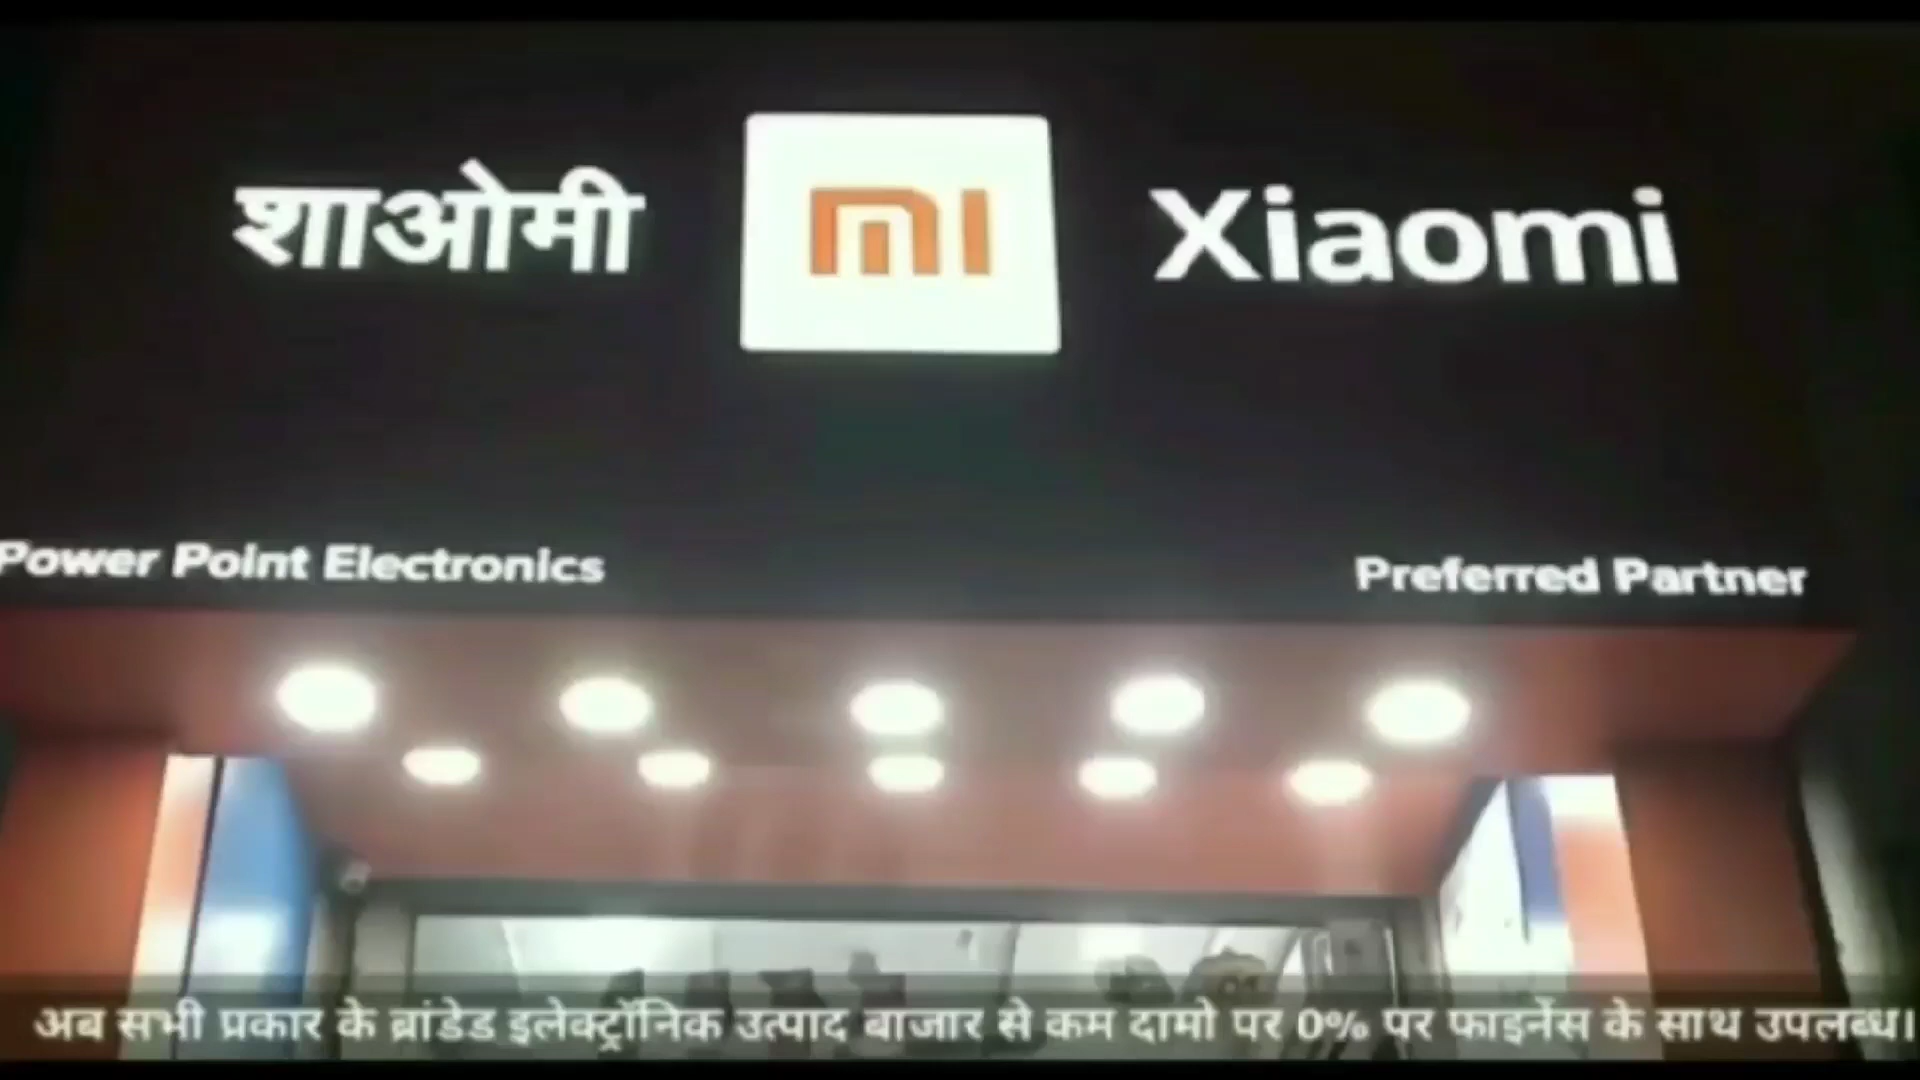 शाओमी mi Xiaomi
Power Point Electronics Preferred Partner
अब सभी प्रकार के ब्रांडेड इलेक्ट्रॉनिक उत्पाद बाजार से कम दामो पर 0% पर फाइनेंस के साथ उपलब्ध।